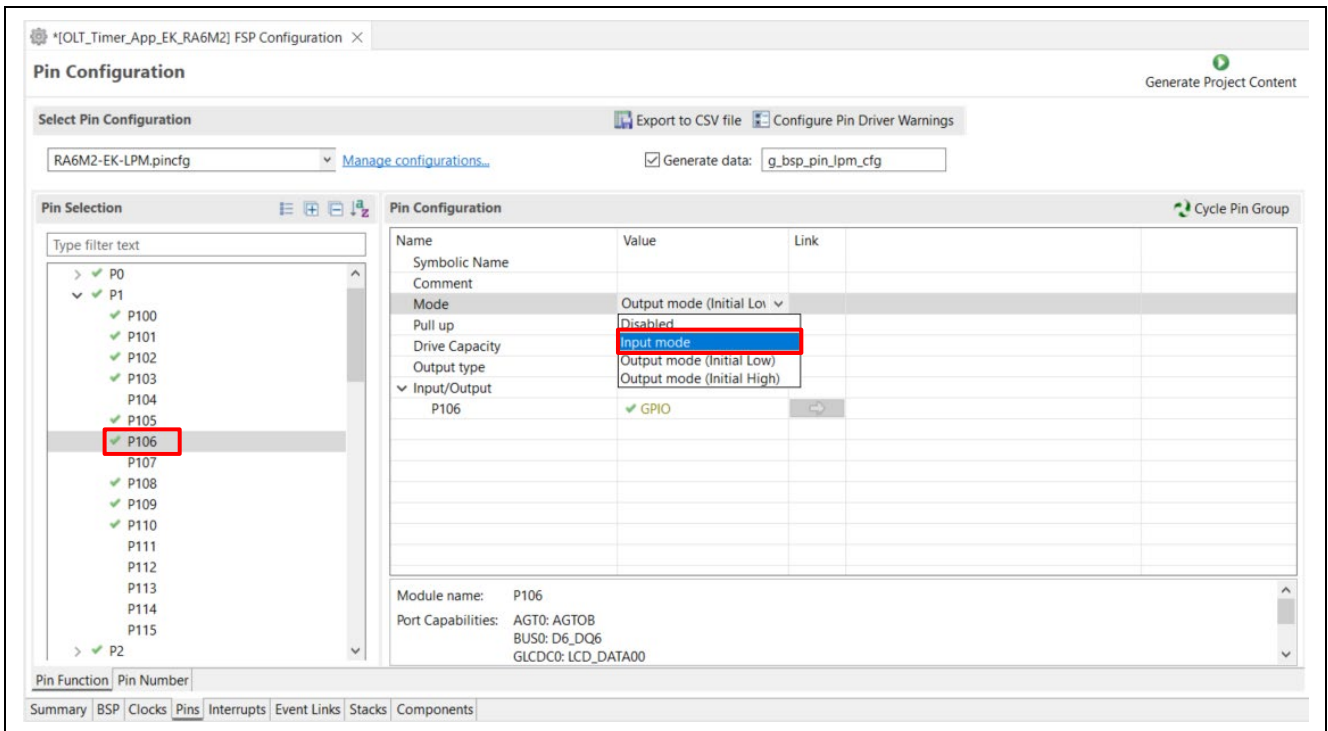 *[OLT_Timer_App_EK_RA6M2] FSP Configuration
Pin Configuration
Generate Project Content
Select Pin Configuration
Export to CSV file Configure Pin Driver Warnings
RA6M2-EK-LPM.pincfg Manage configurations... Generate data: g_bsp_pin_lpm_cfg
Pin Selection
Type filter text
P0
P1
P100
P101
P102
P103
P104
P105
P106
P107
P108
P109
P110
P111
P112
P113
P114
P115
P2
Pin Configuration Cycle Pin Group
Name Value Link
Symbolic Name
Comment
Mode Output mode (Initial Lov
Pull up Disabled
Drive Capacity Input mode
Output type Output mode (Initial Low)
Output mode (Initial High)
Input/Output
P106 GPIO
Module name: P106
Port Capabilities: AGT0: AGTOB
BUS0: D6_DQ6
GLCDC0: LCD_DATA00
Pin Function Pin Number
Summary BSP Clocks Pins Interrupts Event Links Stacks Components